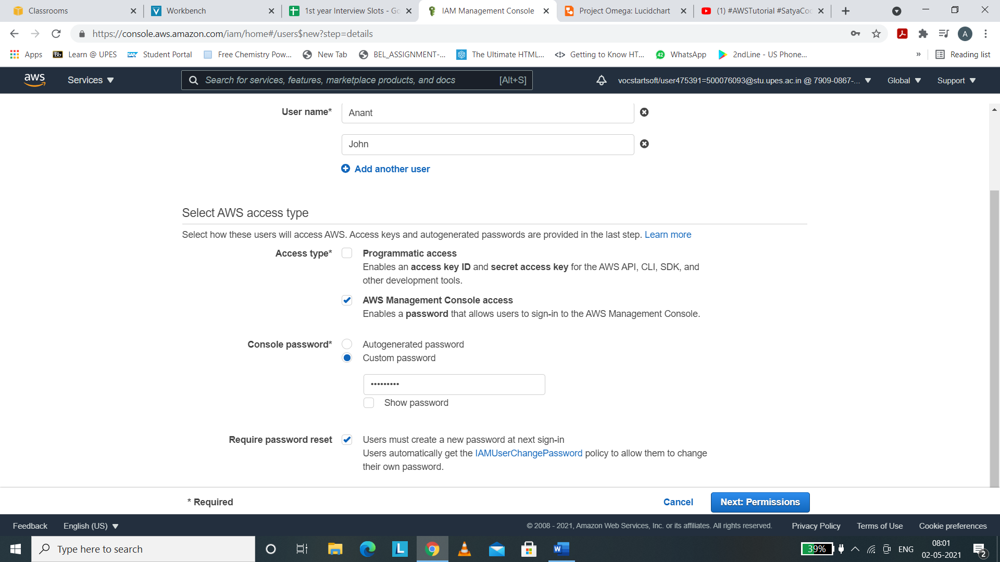 Classrooms
Workbench
1st year Interview Slots - Go
IAM Management Console
Project Omega: Lucidchart
(1) #AWSTutorial #SatyaCoc
https://console.aws.amazon.com/iam/home#/users$new?step=details
A
Apps
Bb Learn @ UPES
SAP Student Portal
Free Chemistry Pow...
New Tab
BEL_ASSIGNMENT-...
The Ultimate HTML...
Getting to Know HT...
42 WhatsApp
2ndLine - US Phone...
»
Reading list
aws
Services
Search for services, features, marketplace products, and docs [Alt+S]
vocstartsoft/user475391=500076093@stu.upes.ac.in @ 7909-0867-...
Global
Support
User name* Anant
John
Add another user
Select AWS access type
Select how these users will access AWS. Access keys and autogenerated passwords are provided in the last step. Learn more
Access type* Programmatic access
Enables an access key ID and secret access key for the AWS API, CLI, SDK, and
other development tools.
AWS Management Console access
Enables a password that allows users to sign-in to the AWS Management Console.
Console password* Autogenerated password
Custom password
•••••••••
Show password
Require password reset Users must create a new password at next sign-in
Users automatically get the IAMUserChangePassword policy to allow them to change
their own password.
* Required
Cancel
Next: Permissions
Feedback
English (US)
© 2008 - 2021, Amazon Web Services, Inc. or its affiliates. All rights reserved.
Privacy Policy
Terms of Use
Cookie preferences
Type here to search
L
W
39%
ENG
08:01
02-05-2021
2